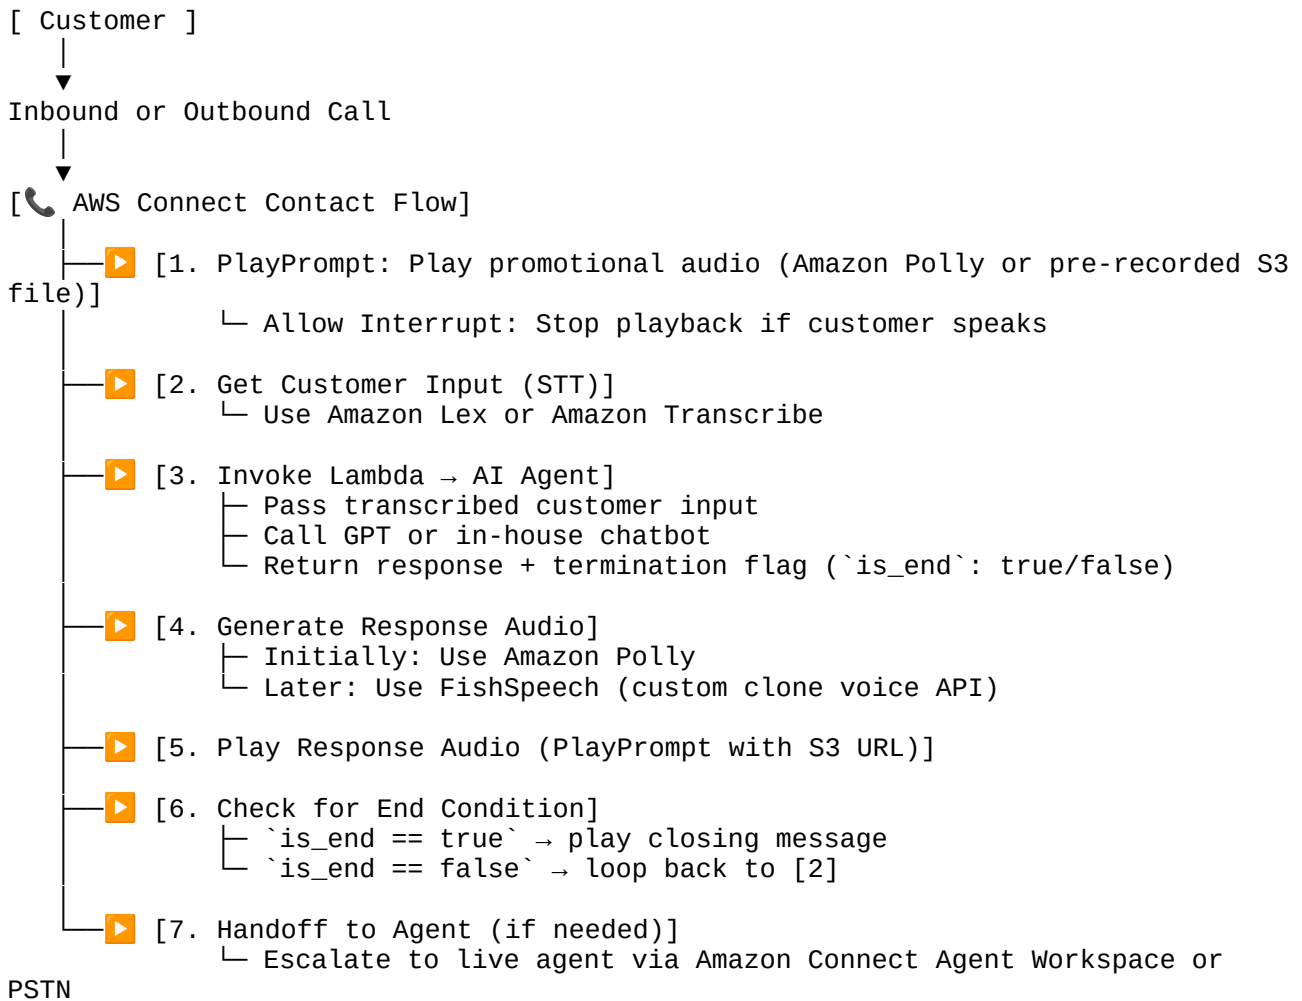 [ Customer ]
│
▼
Inbound or Outbound Call
│
▼
[📞 AWS Connect Contact Flow]
│
├──▶️ [1. PlayPrompt: Play promotional audio (Amazon Polly or pre-recorded S3
file)]
│ └─ Allow Interrupt: Stop playback if customer speaks
│
├──▶️ [2. Get Customer Input (STT)]
│ └─ Use Amazon Lex or Amazon Transcribe
│
├──▶️ [3. Invoke Lambda → AI Agent]
│ ├─ Pass transcribed customer input
│ ├─ Call GPT or in-house chatbot
│ └─ Return response + termination flag (`is_end`: true/false)
│
├──▶️ [4. Generate Response Audio]
│ ├─ Initially: Use Amazon Polly
│ └─ Later: Use FishSpeech (custom clone voice API)
│
├──▶️ [5. Play Response Audio (PlayPrompt with S3 URL)]
│
├──▶️ [6. Check for End Condition]
│ ├─ `is_end == true` → play closing message
│ └─ `is_end == false` → loop back to [2]
│
└──▶️ [7. Handoff to Agent (if needed)]
└─ Escalate to live agent via Amazon Connect Agent Workspace or
PSTN